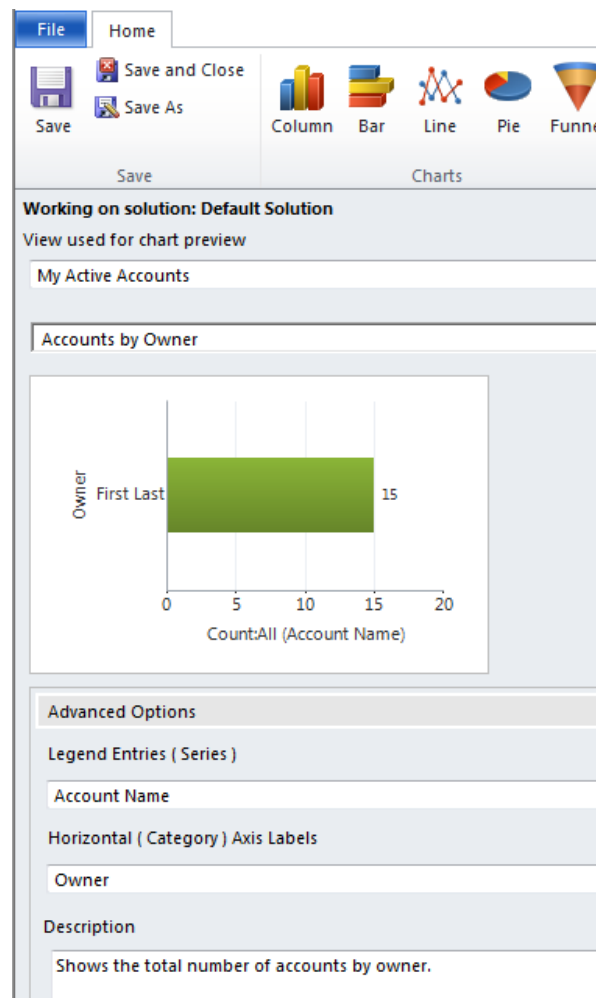 File Home
Save and Close
Save As
Save
Column Bar Line Pie Funne
Save Charts
Working on solution: Default Solution
View used for chart preview
My Active Accounts
Accounts by Owner
Owner
First Last
15
0 5 10 15 20
Count:All (Account Name)
Advanced Options
Legend Entries ( Series )
Account Name
Horizontal ( Category ) Axis Labels
Owner
Description
Shows the total number of accounts by owner.